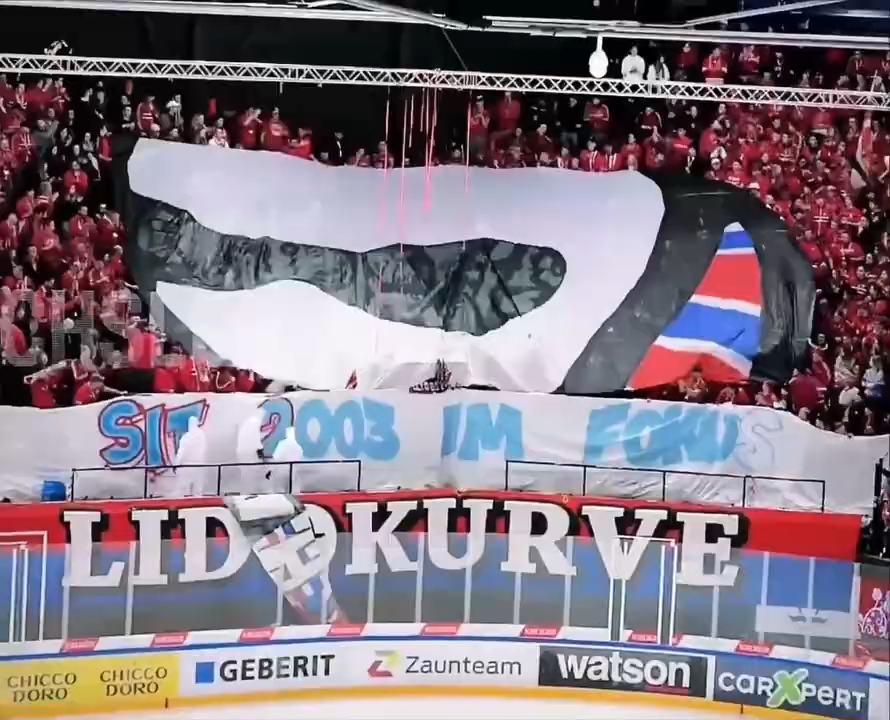 SIT 2003 IM FOKUS
LIDOKURVE
CHICCO DORO CHICCO DORO GEBERIT Zaunteam watson carXpert